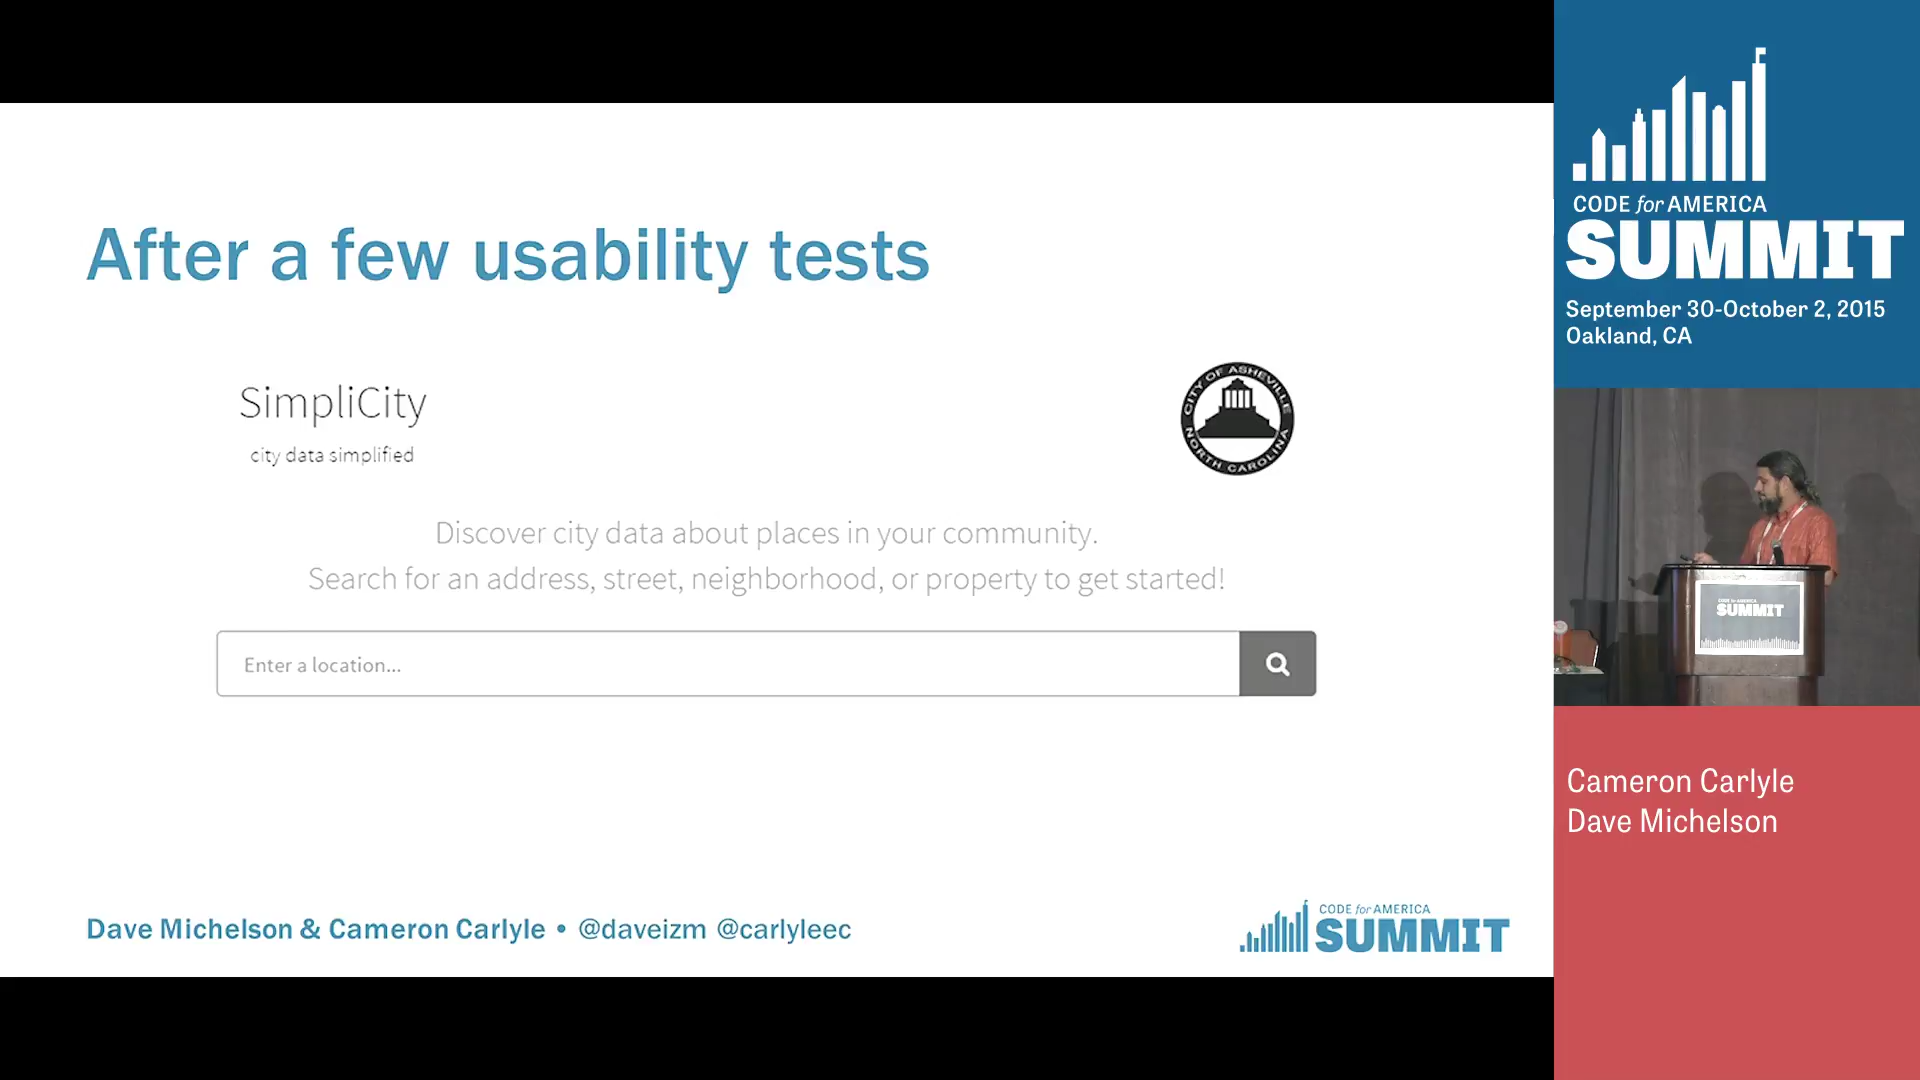 After a few usability tests
SimpliCity
city data simplified
CITY OF ASHEVILLE
NORTH CAROLINA
Discover city data about places in your community.
Search for an address, street, neighborhood, or property to get started!
Enter a location...
Dave Michelson & Cameron Carlyle • @daveizm @carlyleec
CODE for AMERICA
SUMMIT
CODE for AMERICA
SUMMIT
September 30-October 2, 2015
Oakland, CA
CODE for AMERICA
SUMMIT
Cameron Carlyle
Dave Michelson